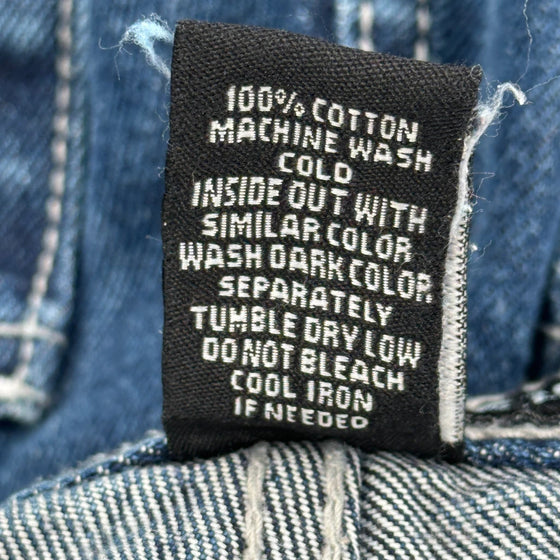 100% COTTON
MACHINE WASH
COLD
INSIDE OUT WITH
SIMILAR COLOR
WASH DARK COLOR
SEPARATELY
TUMBLE DRY LOW
DO NOT BLEACH
COOL IRON
IF NEEDED